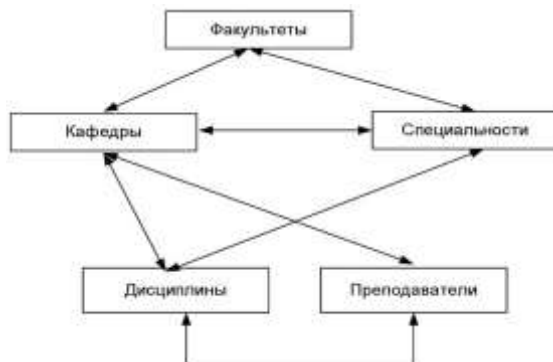 Факультеты
Кафедры
Специальности
Дисциплины
Преподаватели